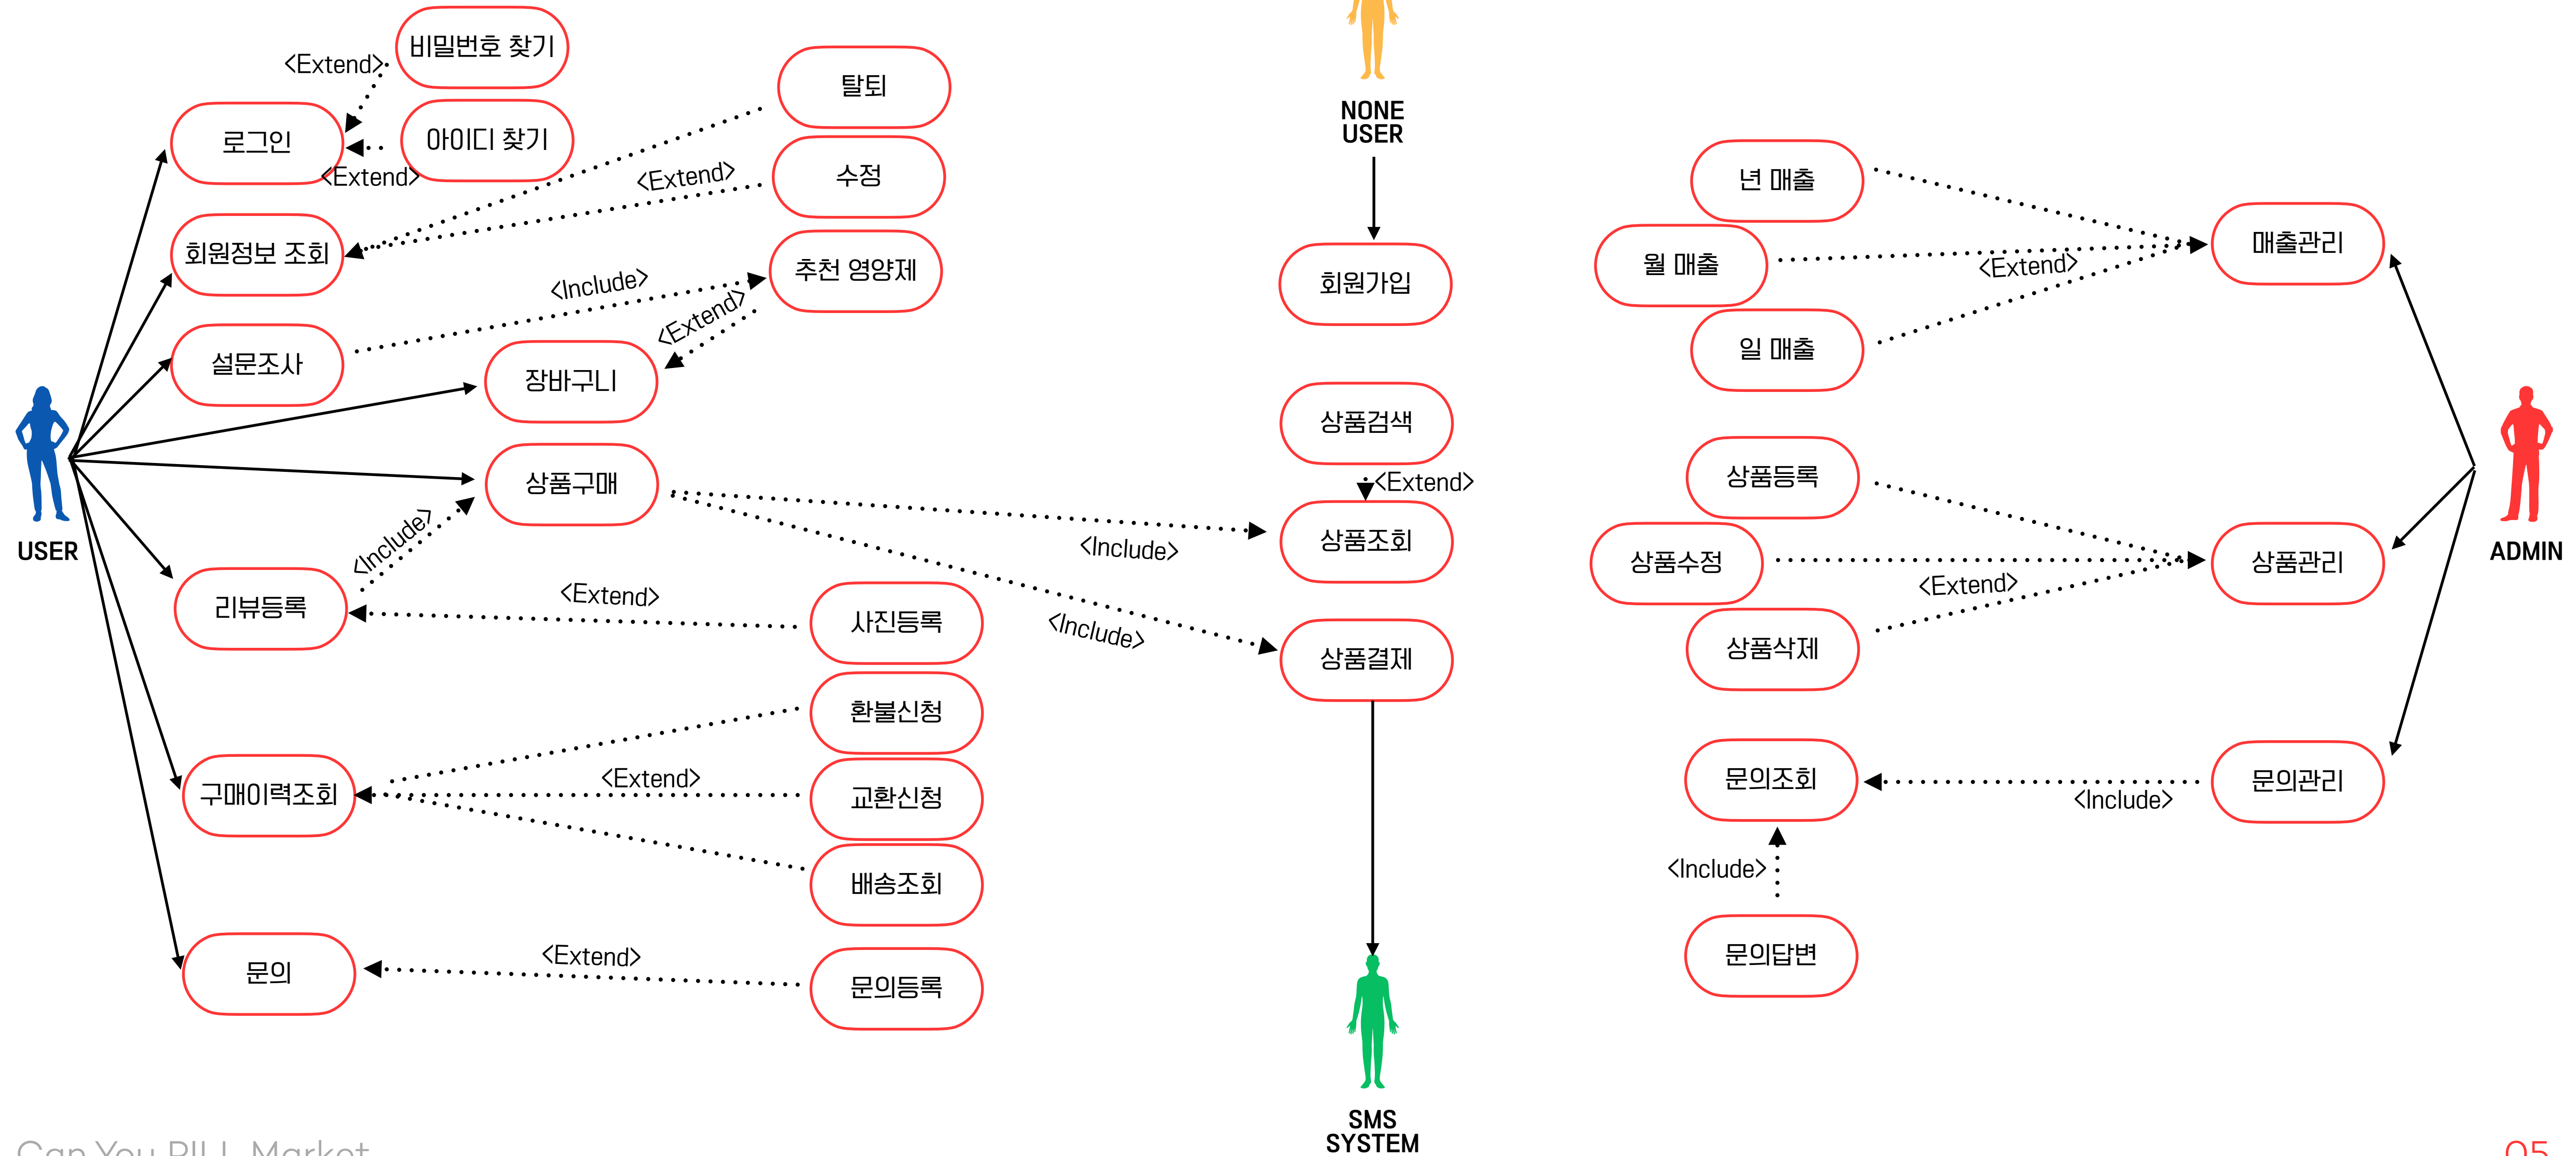 비밀번호 찾기
<Extend>
로그인
아이디 찾기
<Extend>
탈퇴
수정
<Extend>
회원정보 조회
추천 영양제
<Include>
<Extend>
설문조사
장바구니
상품구매
USER
<Include>
리뷰등록
<Extend>
사진등록
<Include>
<Include>
환불신청
구매이력조회
<Extend>
교환신청
배송조회
문의
<Extend>
문의등록
NONE
USER
회원가입
상품검색
<Extend>
상품조회
상품결제
SMS
SYSTEM
년 매출
월 매출
<Extend>
일 매출
매출관리
상품등록
상품수정
<Extend>
상품삭제
상품관리
ADMIN
문의조회
<Include>
문의관리
<Include>
문의답변
Can You PILL Market
05